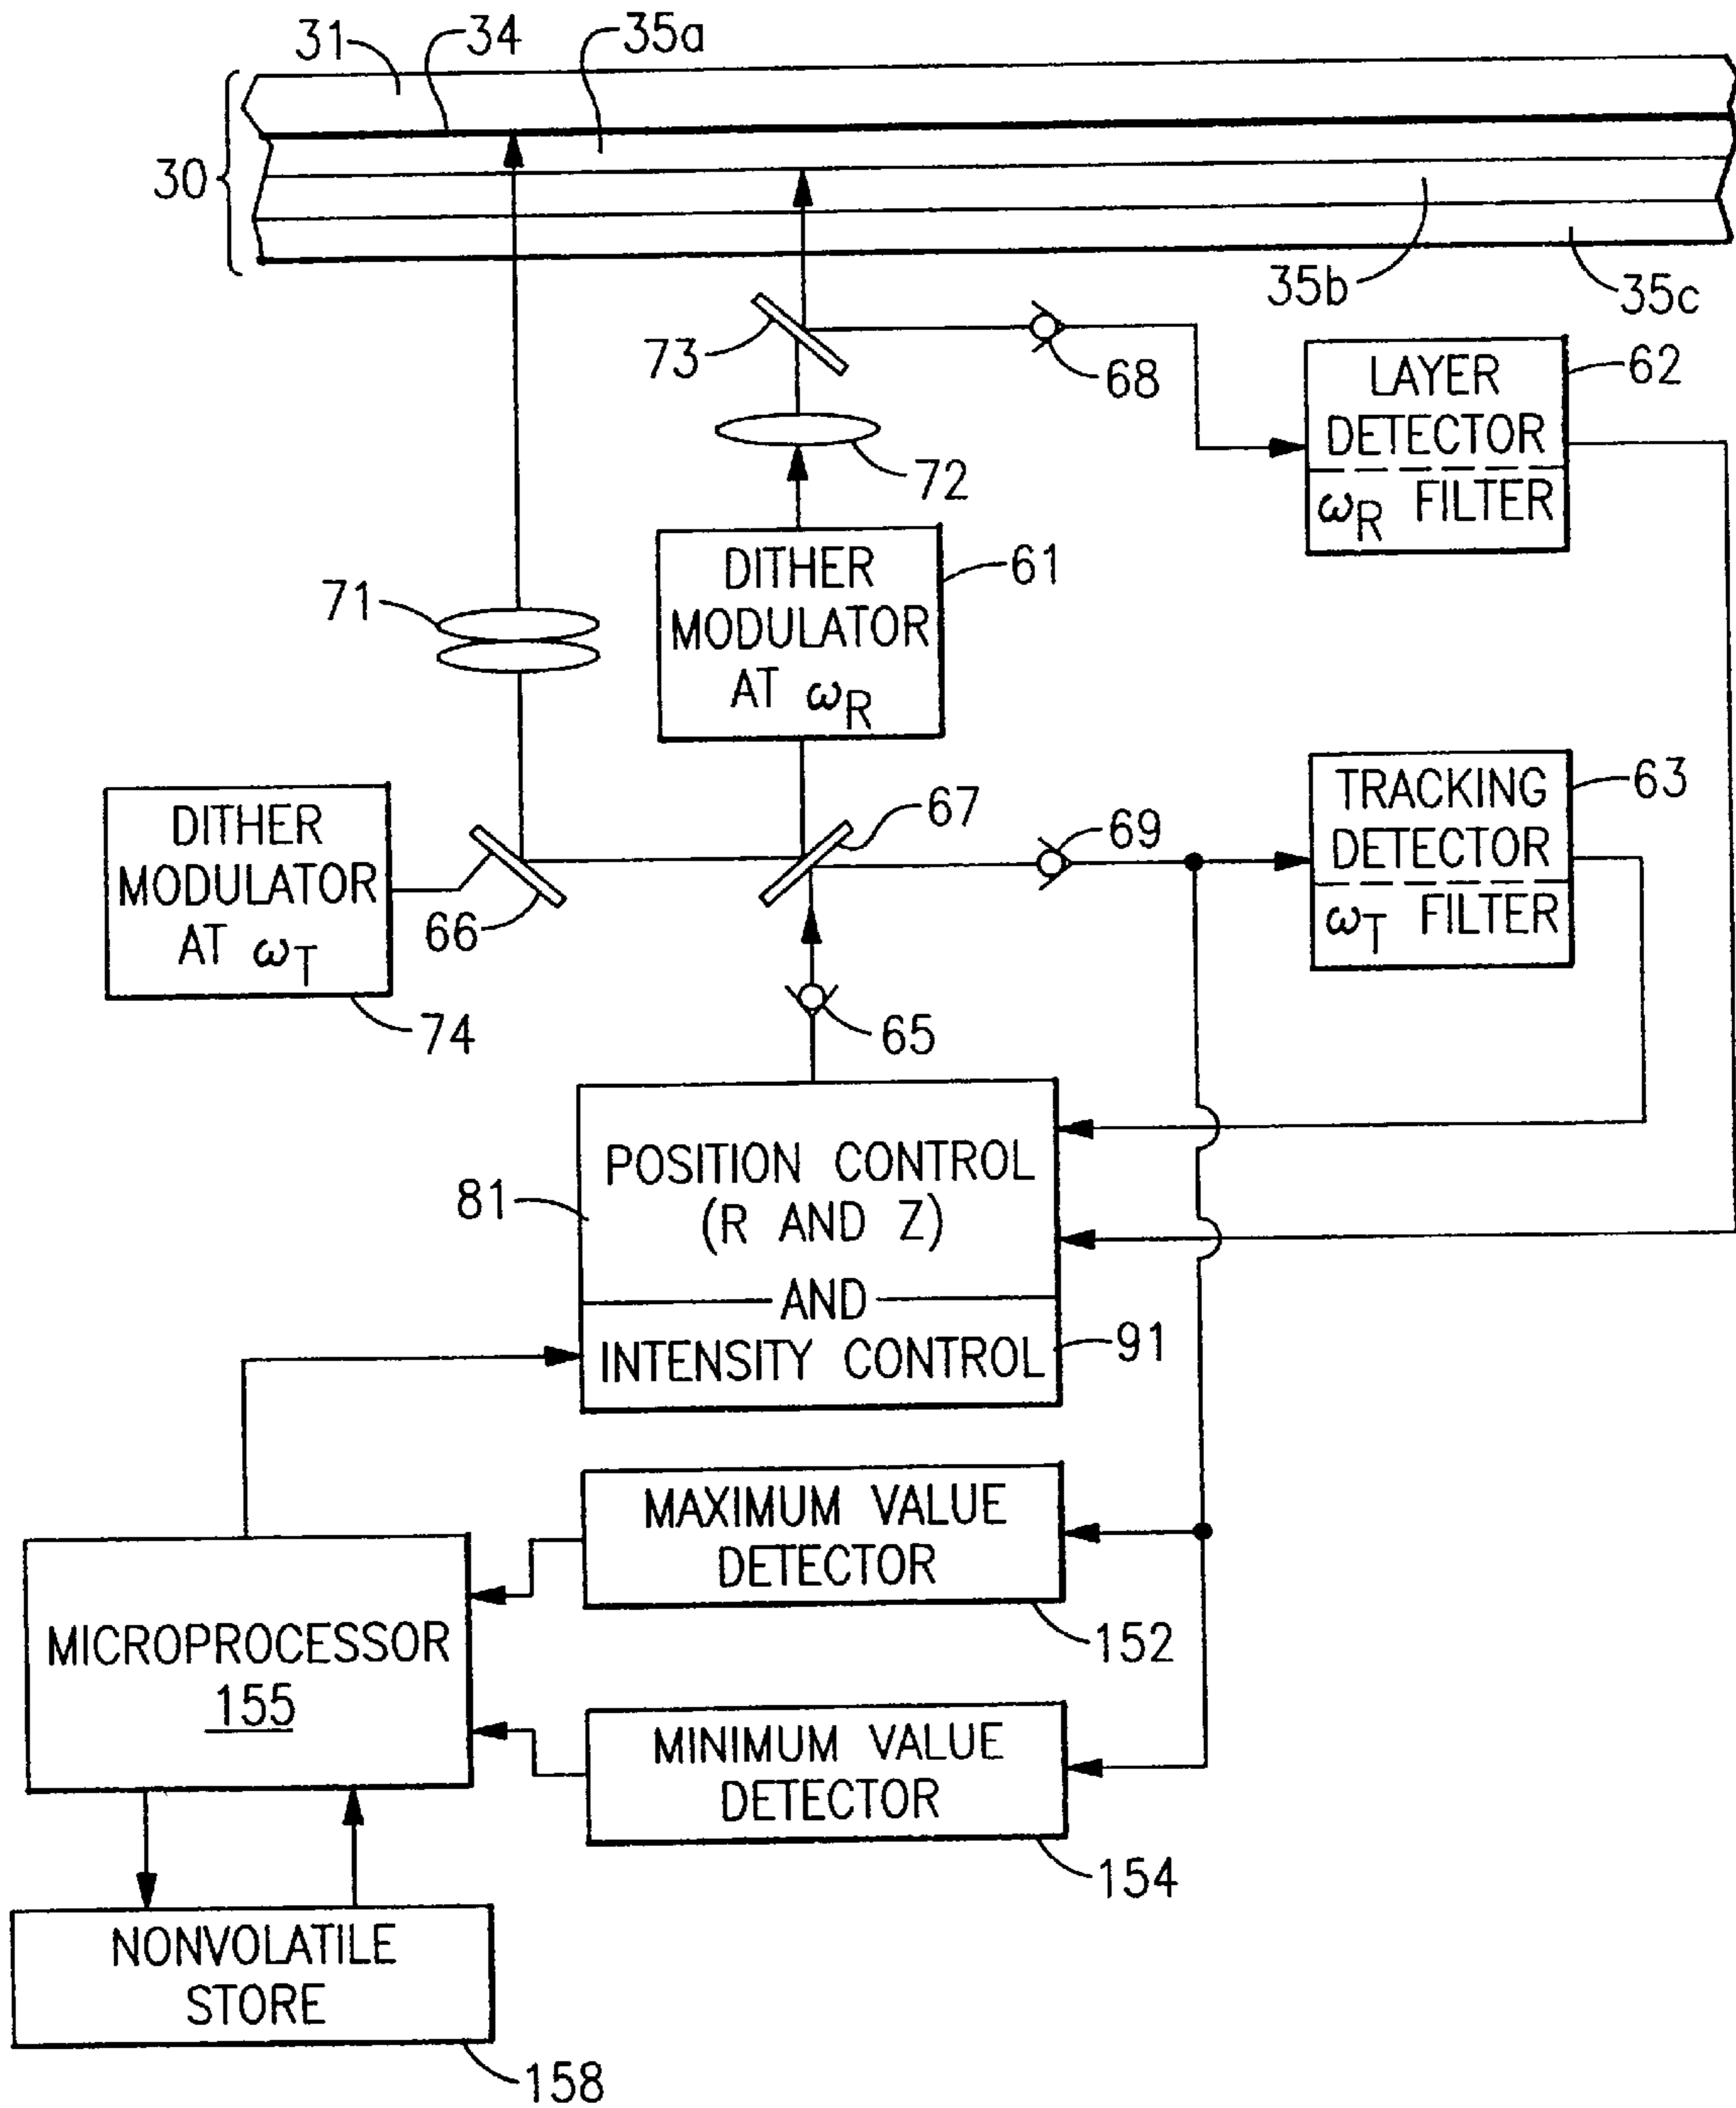 31
34
35a
30
35b
35c
73
68
LAYER
DETECTOR
ωR FILTER
62
72
DITHER
MODULATOR
AT ωR
61
71
DITHER
MODULATOR
AT ωT
74
66
67
69
TRACKING
DETECTOR
ωT FILTER
63
65
81
POSITION CONTROL
(R AND Z)
AND
INTENSITY CONTROL
91
MAXIMUM VALUE
DETECTOR
152
MICROPROCESSOR
155
MINIMUM VALUE
DETECTOR
154
NONVOLATILE
STORE
158